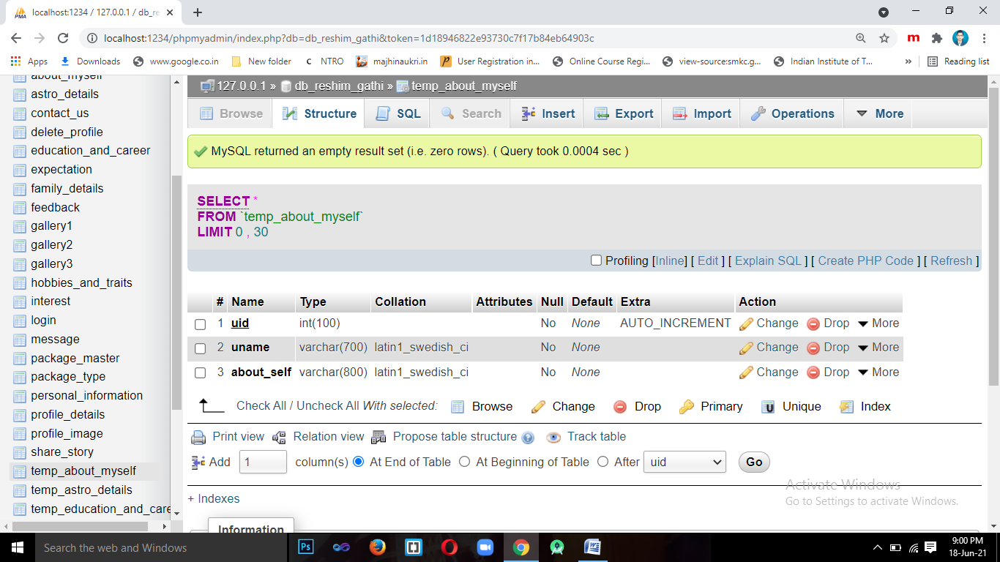 localhost:1234 / 127.0.0.1 / db_re
localhost:1234/phpmyadmin/index.php?db=db_reshim_gathi&token=1d18946822e93730c7f17b84eb64903c
Apps Downloads www.google.co.in New folder NTRO majhinaukri.in User Registration in... Online Course Regi... view-source:smkc.g... Indian Institute of T... » Reading list
about_myself
astro_details
contact_us
delete_profile
education_and_career
expectation
family_details
feedback
gallery1
gallery2
gallery3
hobbies_and_traits
interest
login
message
package_master
package_type
personal_information
profile_details
profile_image
share_story
temp_about_myself
temp_astro_details
temp_education_and_care
127.0.0.1 » db_reshim_gathi » temp_about_myself
Browse Structure SQL Search Insert Export Import Operations More
MySQL returned an empty result set (i.e. zero rows). ( Query took 0.0004 sec )
SELECT *
FROM `temp_about_myself`
LIMIT 0 , 30
Profiling [Inline] [ Edit ] [ Explain SQL ] [ Create PHP Code ] [ Refresh ]
# Name Type Collation Attributes Null Default Extra Action
1 uid int(100) No None AUTO_INCREMENT Change Drop More
2 uname varchar(700) latin1_swedish_ci No None Change Drop More
3 about_self varchar(800) latin1_swedish_ci No None Change Drop More
Check All / Uncheck All With selected: Browse Change Drop Primary Unique Index
Print view Relation view Propose table structure Track table
Add 1 column(s) At End of Table At Beginning of Table After uid Go
+ Indexes
Information
Activate Windows
Go to Settings to activate Windows.
Search the web and Windows
9:00 PM
18-Jun-21